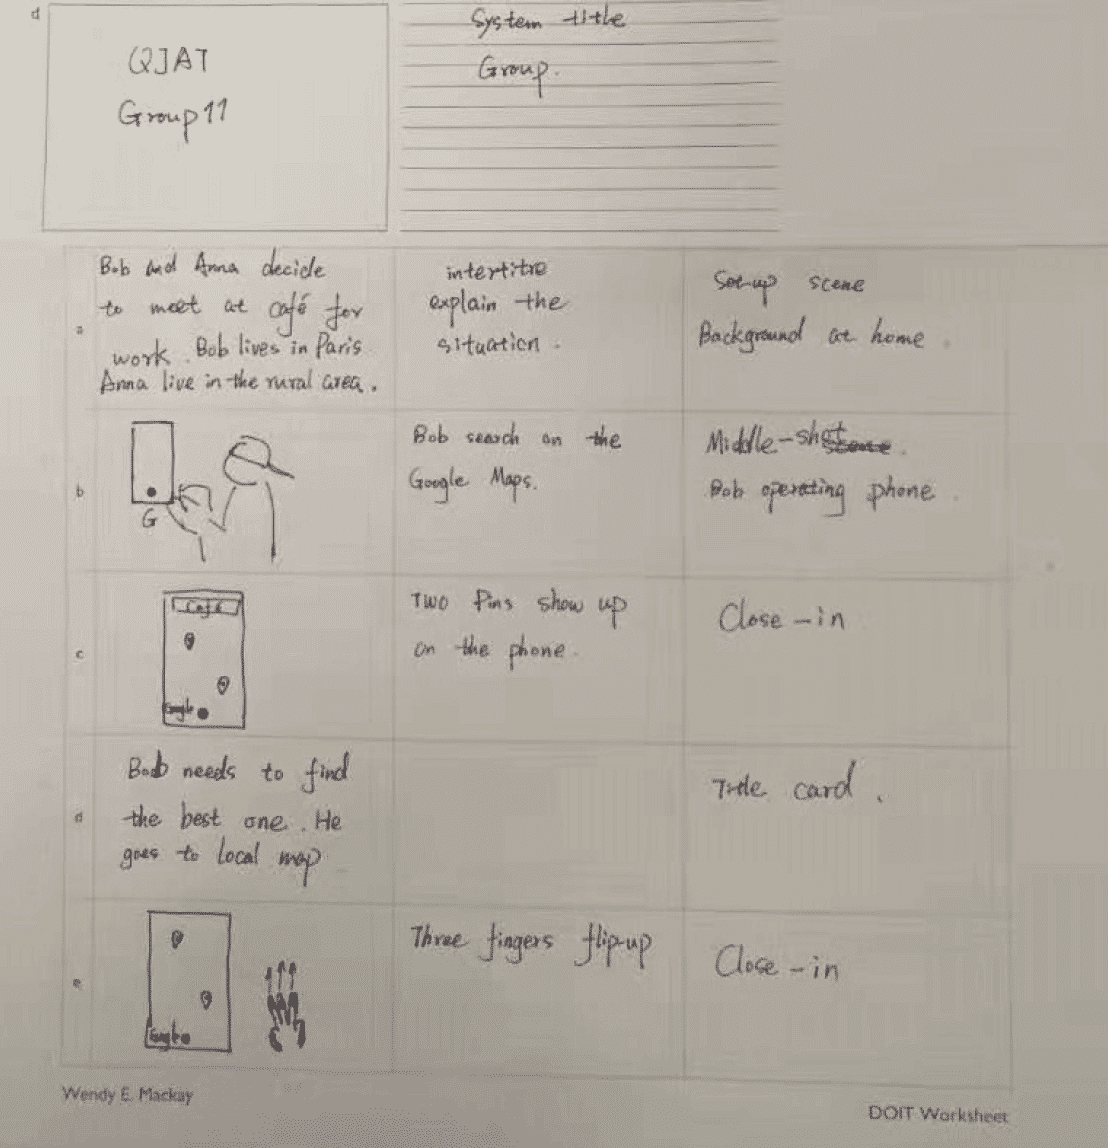 d
QJAT
Group 11
System title
Group.
a
Bob and Anna decide
to meet at café for
work. Bob lives in Paris
Anna live in the rural area.
intertitre
explain the
situation.
Set-up scene
Background at home.
b
G
Bob search on the
Google Maps.
Middle-shot
Bob operating phone.
c
Café
Google
Two Pins show up
on the phone.
Close-in
d
Bob needs to find
the best one. He
goes to local map
Title card.
e
Google
Three fingers flip-up
Close-in
Wendy E. Mackay
DOIT Worksheet